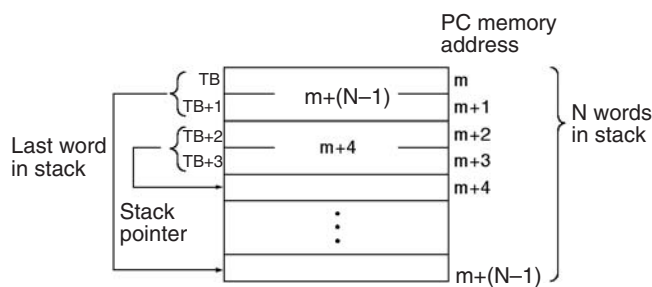 PC memory
address
TB
m+(N–1)
m
TB+1
m+1
TB+2
m+4
m+2
TB+3
m+3
m+4
Last word
in stack
Stack
pointer
N words
in stack
m+(N–1)